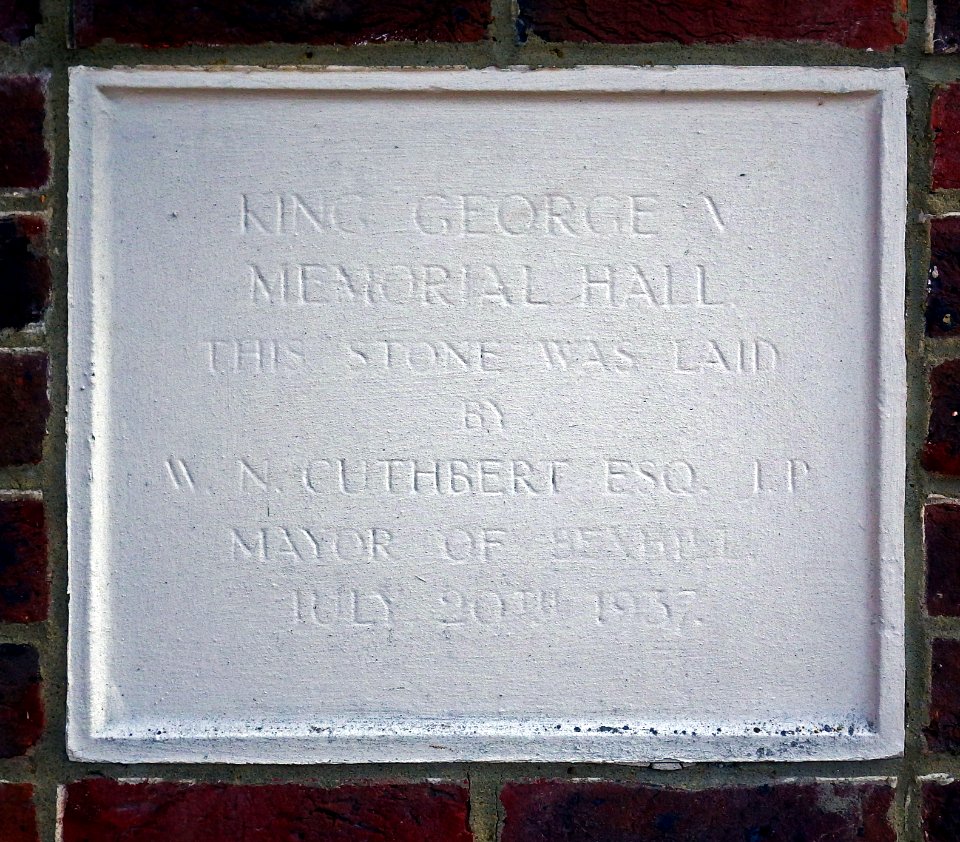 KING GEORGE V
MEMORIAL HALL.
THIS STONE WAS LAID
BY
W. N. CUTHBERT ESQ. J.P.
MAYOR OF BEXHILL.
JULY 20TH 1937.